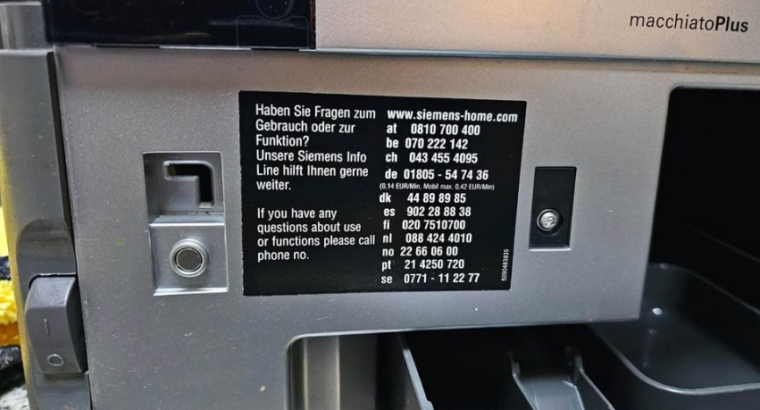 macchiatoPlus
Haben Sie Fragen zum
Gebrauch oder zur
Funktion?
Unsere Siemens Info
Line hilft Ihnen gerne
weiter.
If you have any
questions about use
or functions please call
phone no.
www.siemens-home.com
at 0810 700 400
be 070 222 142
ch 043 455 4095
de 01805 - 54 74 36
(0,14 EUR/Min, Mobil max. 0,42 EUR/Min)
dk 44 89 89 85
es 902 28 88 38
fi 020 7510700
nl 088 424 4010
no 22 66 06 00
pt 21 4250 720
se 0771 - 11 22 77